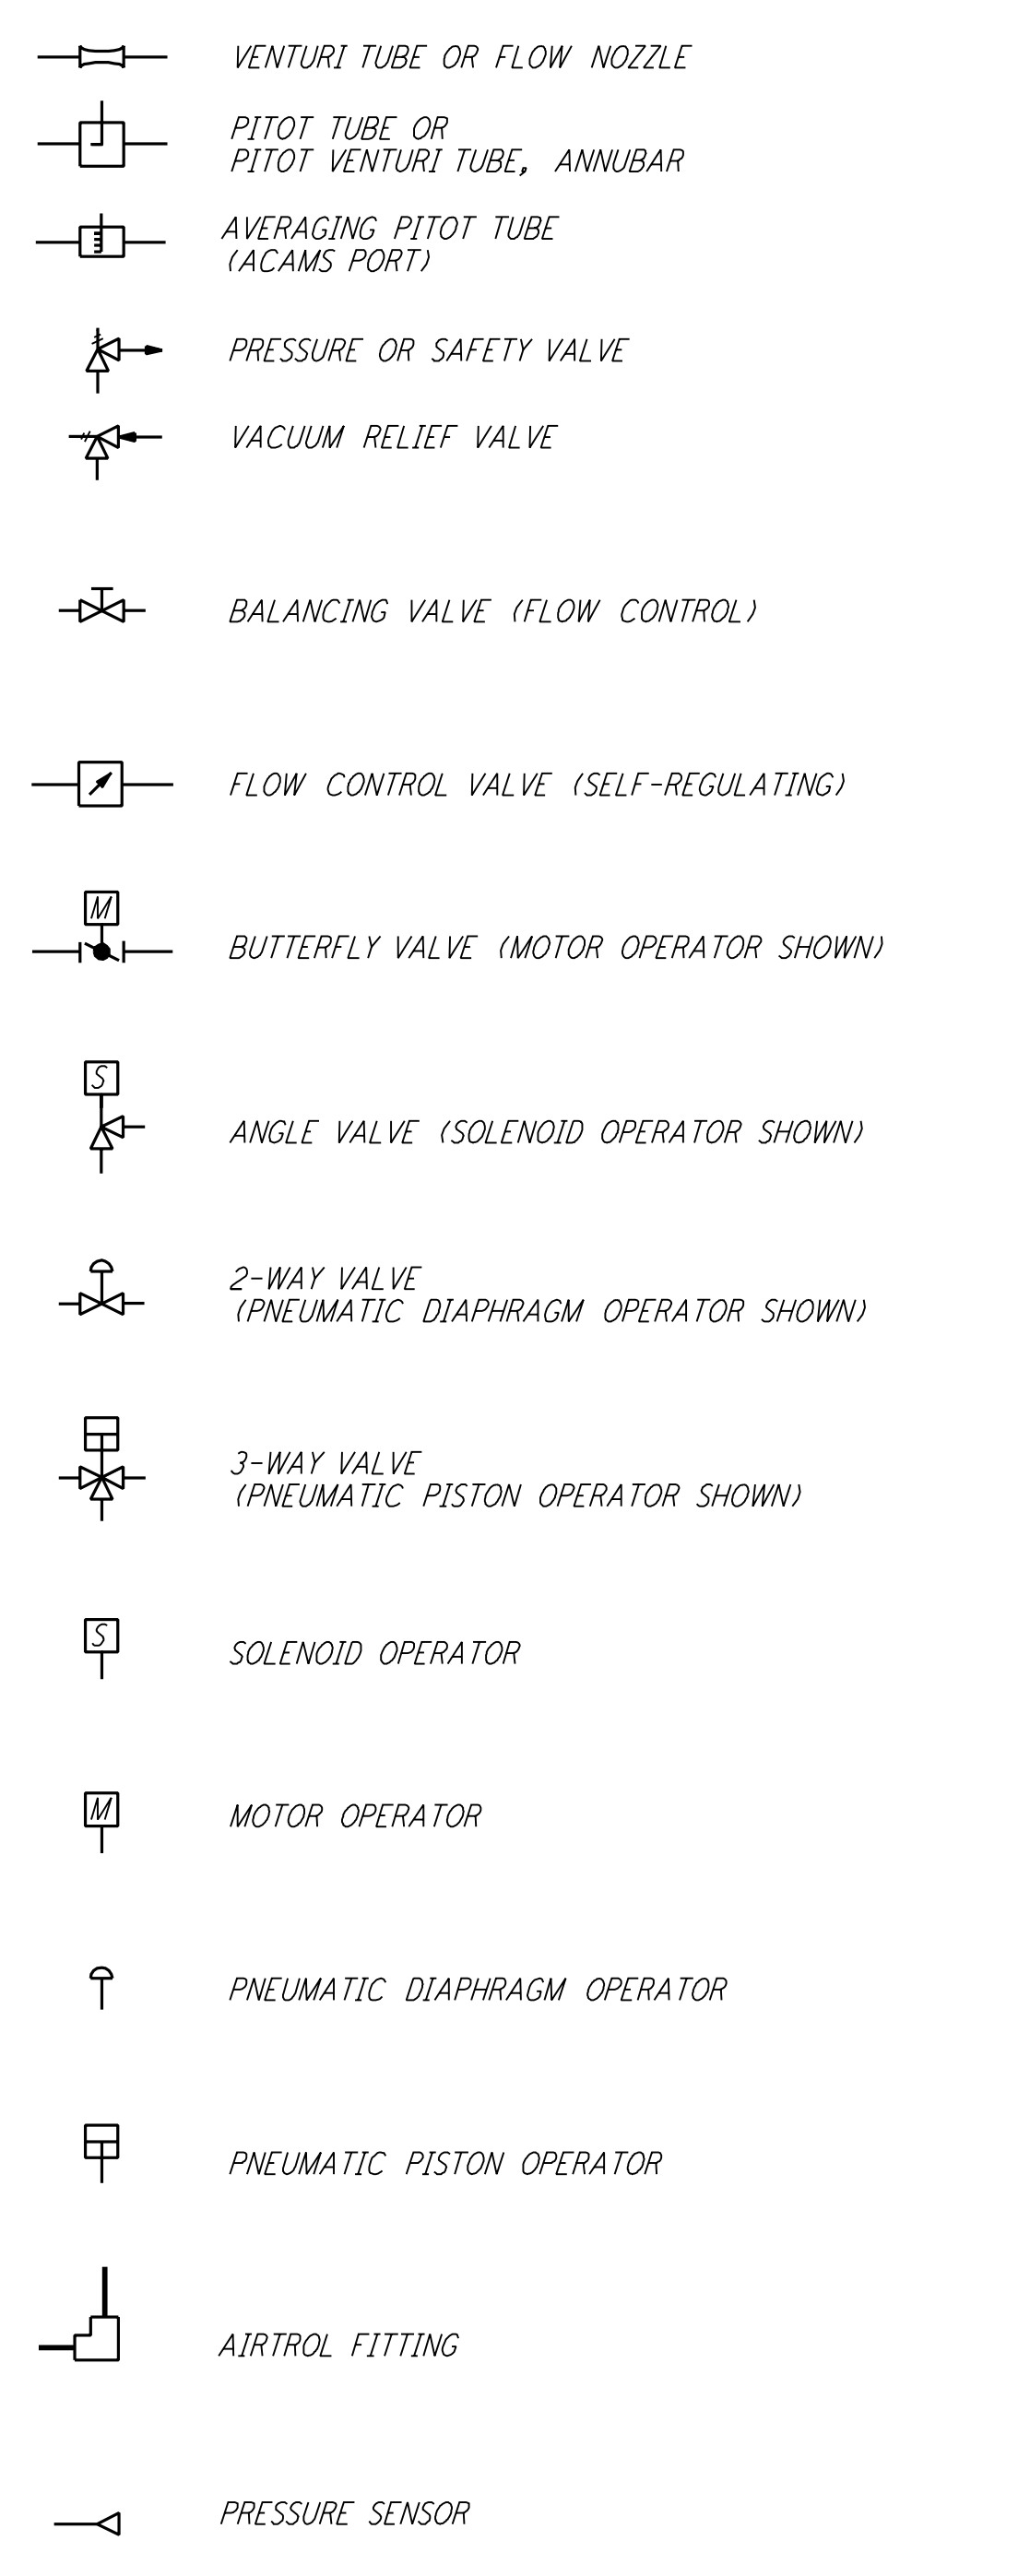 VENTURI TUBE OR FLOW NOZZLE
PITOT TUBE OR
PITOT VENTURI TUBE, ANNUBAR
AVERAGING PITOT TUBE
(ACAMS PORT)
PRESSURE OR SAFETY VALVE
VACUUM RELIEF VALVE
BALANCING VALVE (FLOW CONTROL)
FLOW CONTROL VALVE (SELF-REGULATING)
M
BUTTERFLY VALVE (MOTOR OPERATOR SHOWN)
S
ANGLE VALVE (SOLENOID OPERATOR SHOWN)
2-WAY VALVE
(PNEUMATIC DIAPHRAGM OPERATOR SHOWN)
3-WAY VALVE
(PNEUMATIC PISTON OPERATOR SHOWN)
S
SOLENOID OPERATOR
M
MOTOR OPERATOR
PNEUMATIC DIAPHRAGM OPERATOR
PNEUMATIC PISTON OPERATOR
AIRTROL FITTING
PRESSURE SENSOR